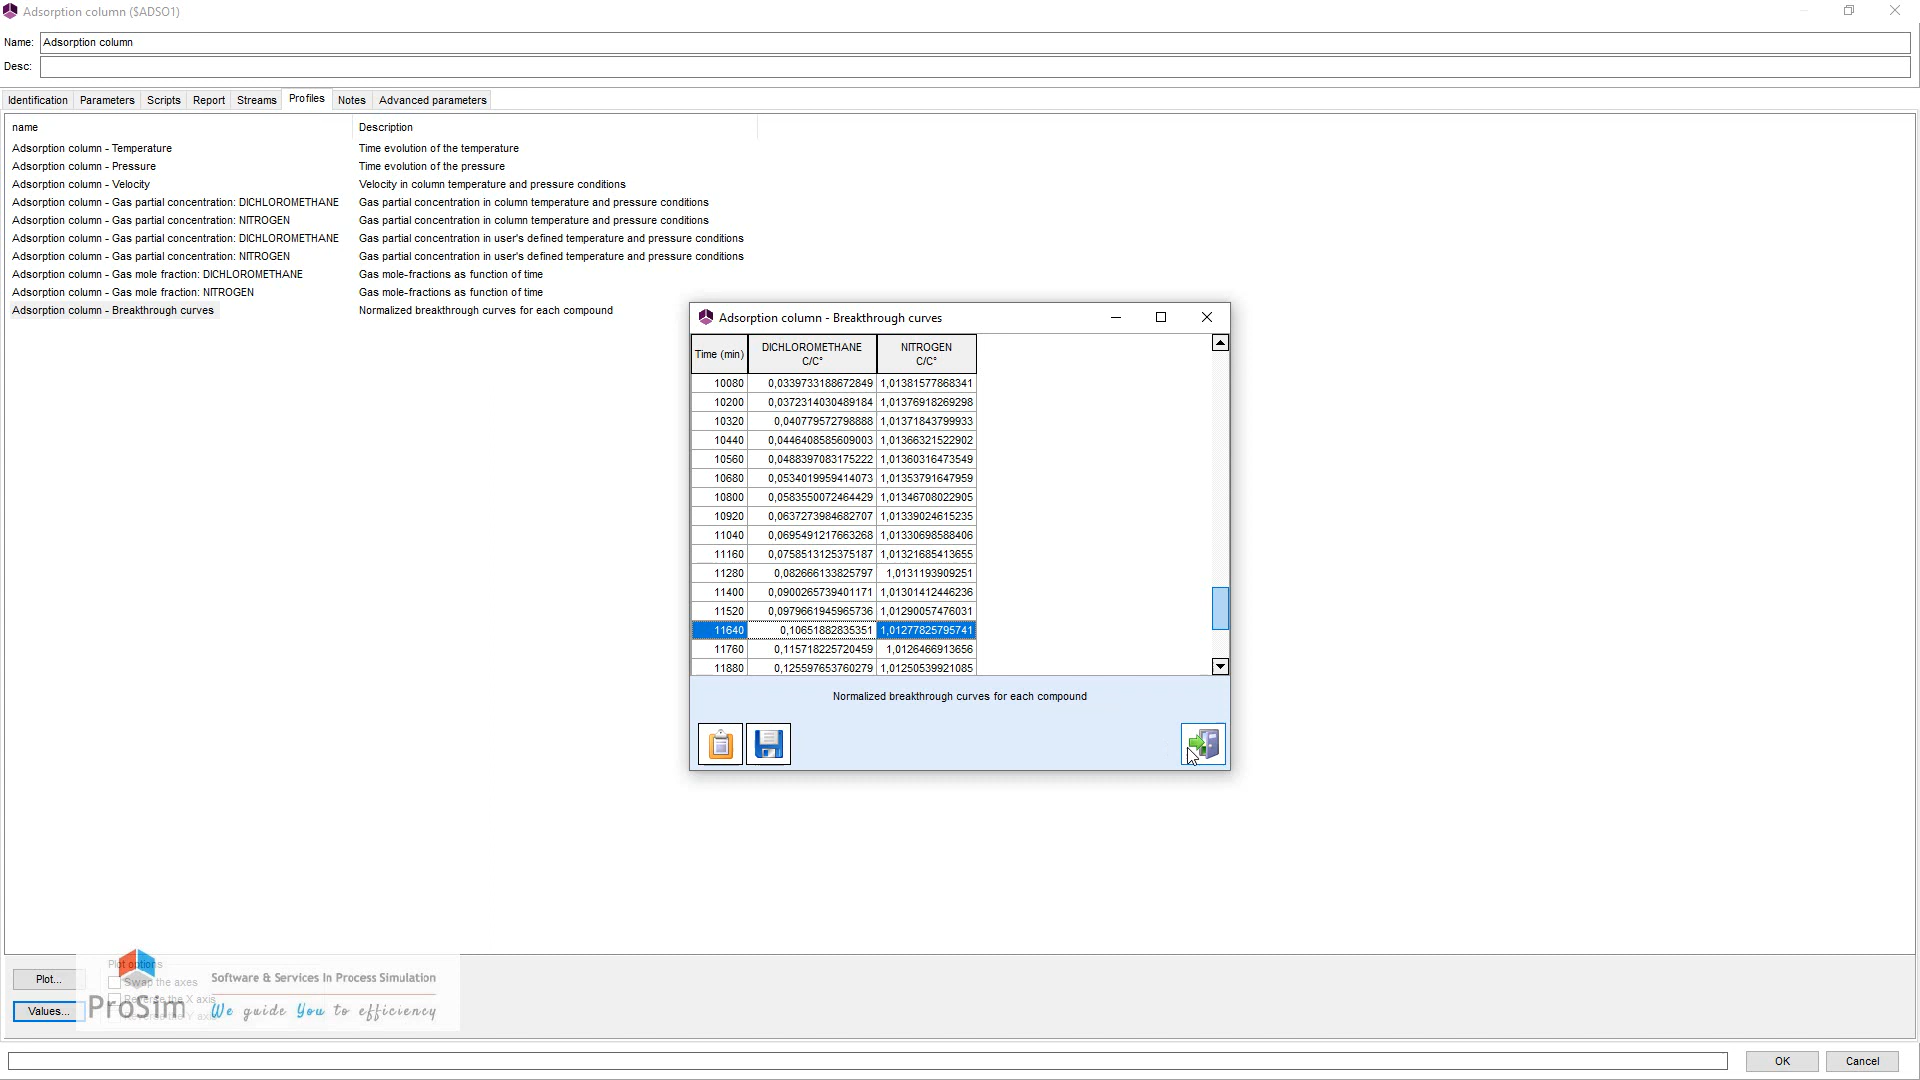 Adsorption column ($ADSO1)
Name: Adsorption column
Desc:
Identification Parameters Scripts Report Streams Profiles Notes Advanced parameters
name Description
Adsorption column - Temperature Time evolution of the temperature
Adsorption column - Pressure Time evolution of the pressure
Adsorption column - Velocity Velocity in column temperature and pressure conditions
Adsorption column - Gas partial concentration: DICHLOROMETHANE Gas partial concentration in column temperature and pressure conditions
Adsorption column - Gas partial concentration: NITROGEN Gas partial concentration in column temperature and pressure conditions
Adsorption column - Gas partial concentration: DICHLOROMETHANE Gas partial concentration in user's defined temperature and pressure conditions
Adsorption column - Gas partial concentration: NITROGEN Gas partial concentration in user's defined temperature and pressure conditions
Adsorption column - Gas mole fraction: DICHLOROMETHANE Gas mole-fractions as function of time
Adsorption column - Gas mole fraction: NITROGEN Gas mole-fractions as function of time
Adsorption column - Breakthrough curves Normalized breakthrough curves for each compound
Adsorption column - Breakthrough curves
Time (min) DICHLOROMETHANE C/C° NITROGEN C/C°
10080 0,0339733188672849 1,01381577868341
10200 0,0372314030489184 1,01376918269298
10320 0,040779572798888 1,01371843799933
10440 0,0446408585609003 1,01366321522902
10560 0,0488397083175222 1,01360316473549
10680 0,0534019959414073 1,01353791647959
10800 0,0583550072464429 1,01346708022905
10920 0,0637273984682707 1,01339024615235
11040 0,0695491217663268 1,01330698588406
11160 0,0758513125375187 1,01321685413655
11280 0,082666133825797 1,0131193909251
11400 0,0900265739401171 1,01301412446236
11520 0,0979661945965736 1,01290057476031
11640 0,10651882835351 1,01277825795741
11760 0,115718225720459 1,0126466913656
11880 0,125597653760279 1,01250539921085
Normalized breakthrough curves for each compound
Plot...
Values...
Plot options
Swap the axes
Reverse the X axis
Reverse the Y axis
ProSim
Software & Services In Process Simulation
We guide You to efficiency
OK Cancel